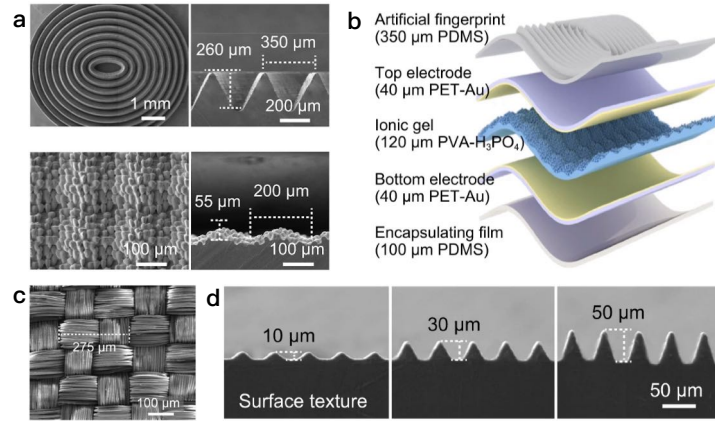 a
260 µm
350 µm
1 mm
200 µm
55 µm
200 µm
100 µm
100 µm
b
Artificial fingerprint
(350 µm PDMS)
Top electrode
(40 µm PET-Au)
Ionic gel
(120 µm PVA-H₃PO₄)
Bottom electrode
(40 µm PET-Au)
Encapsulating film
(100 µm PDMS)
c
275 µm
100 µm
d
10 µm
30 µm
50 µm
Surface texture
50 µm